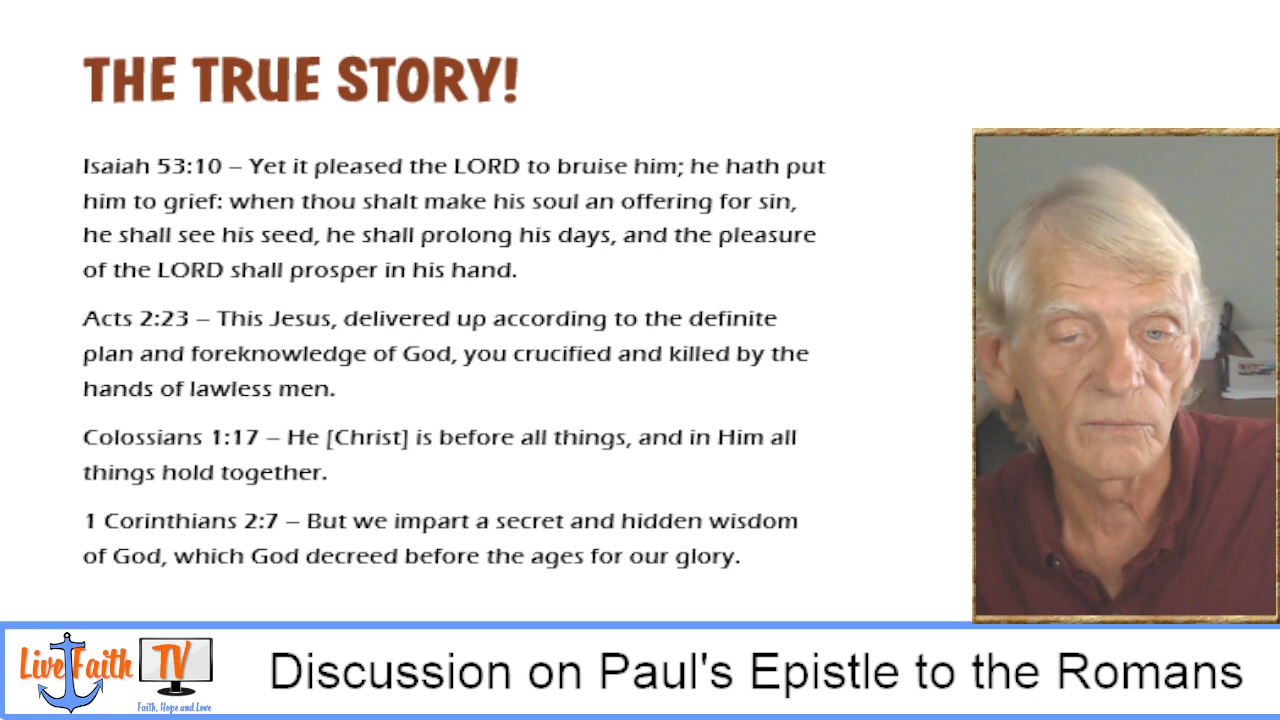 THE TRUE STORY!
Isaiah 53:10 – Yet it pleased the LORD to bruise him; he hath put
him to grief: when thou shalt make his soul an offering for sin,
he shall see his seed, he shall prolong his days, and the pleasure
of the LORD shall prosper in his hand.
Acts 2:23 – This Jesus, delivered up according to the definite
plan and foreknowledge of God, you crucified and killed by the
hands of lawless men.
Colossians 1:17 – He [Christ] is before all things, and in Him all
things hold together.
1 Corinthians 2:7 – But we impart a secret and hidden wisdom
of God, which God decreed before the ages for our glory.
Live Faith TV
Faith, Hope and Love
Discussion on Paul's Epistle to the Romans